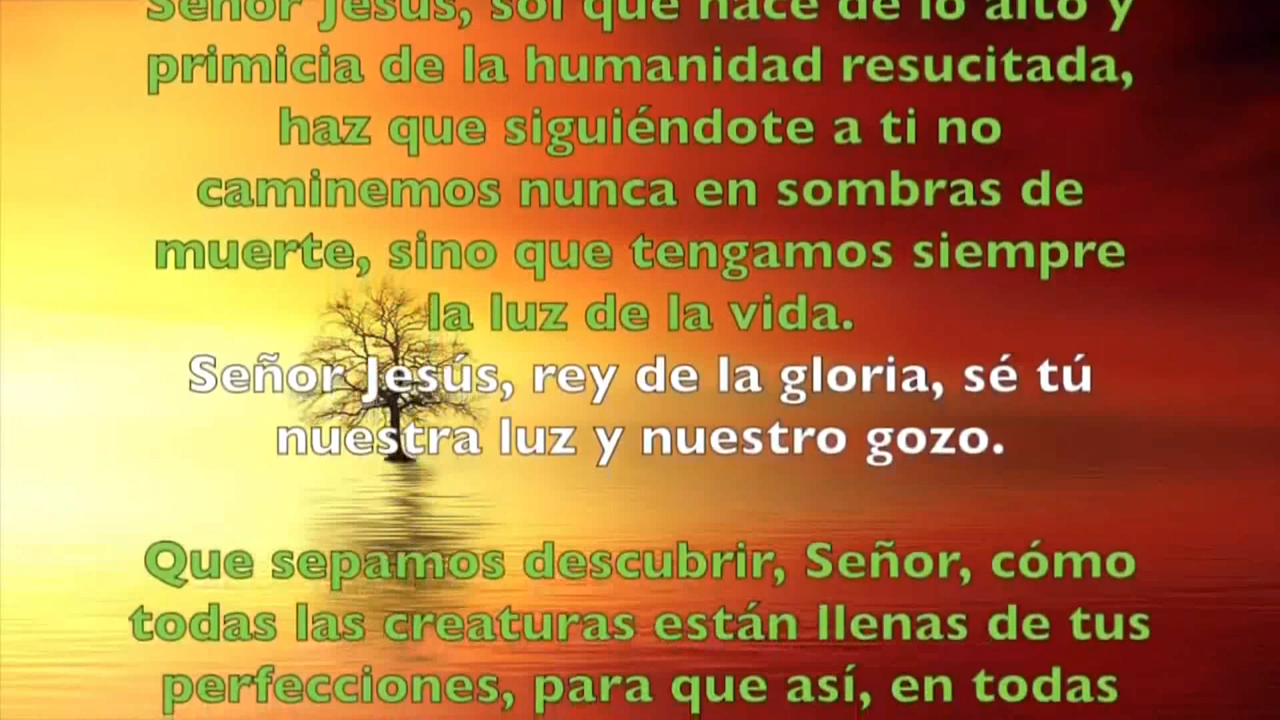 Señor Jesús, sol que nace de lo alto y
primicia de la humanidad resucitada,
haz que siguiéndote a ti no
caminemos nunca en sombras de
muerte, sino que tengamos siempre
la luz de la vida.
Señor Jesús, rey de la gloria, sé tú
nuestra luz y nuestro gozo.
Que sepamos descubrir, Señor, cómo
todas las creaturas están llenas de tus
perfecciones, para que así, en todas